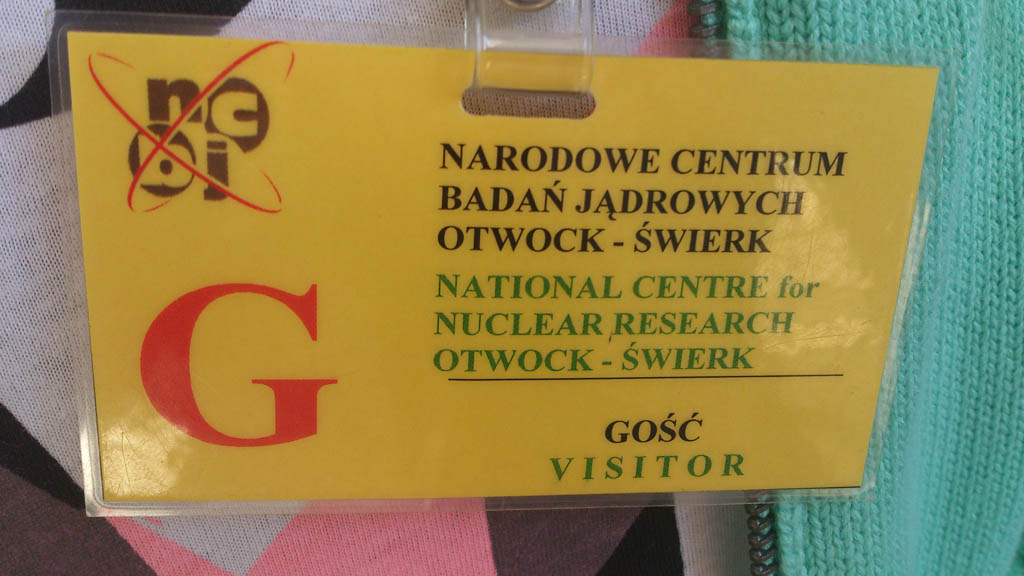 ncbj
NARODOWE CENTRUM
BADAŃ JĄDROWYCH
OTWOCK - ŚWIERK
NATIONAL CENTRE for
NUCLEAR RESEARCH
OTWOCK - ŚWIERK
G
GOŚĆ
VISITOR